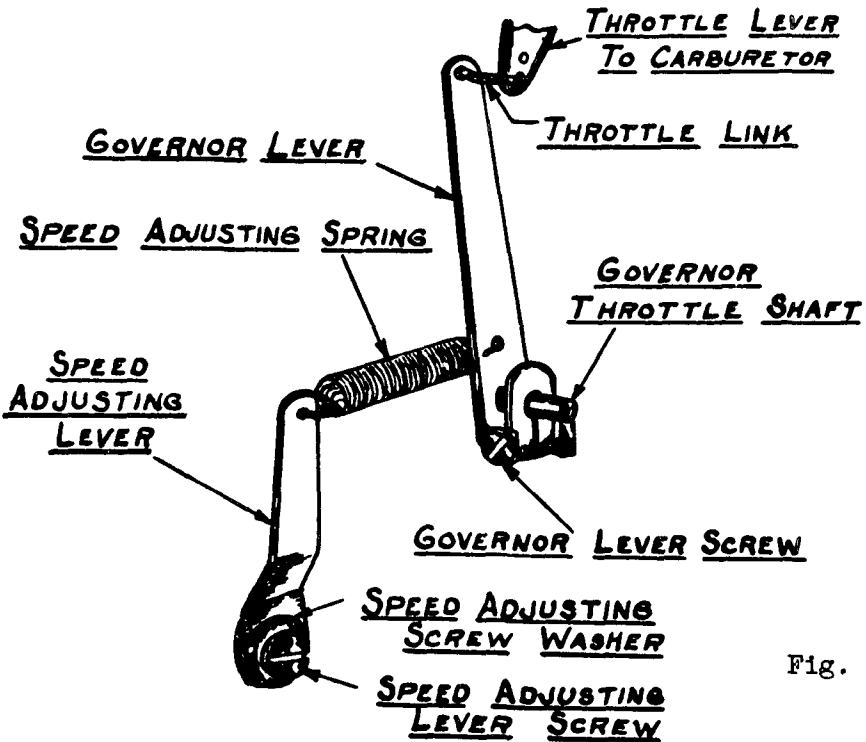 THROTTLE LEVER
TO CARBURETOR
THROTTLE LINK
GOVERNOR LEVER
SPEED ADJUSTING SPRING
GOVERNOR
THROTTLE SHAFT
SPEED
ADJUSTING
LEVER
GOVERNOR LEVER SCREW
SPEED ADJUSTING
SCREW WASHER
Fig.
SPEED ADJUSTING
LEVER SCREW